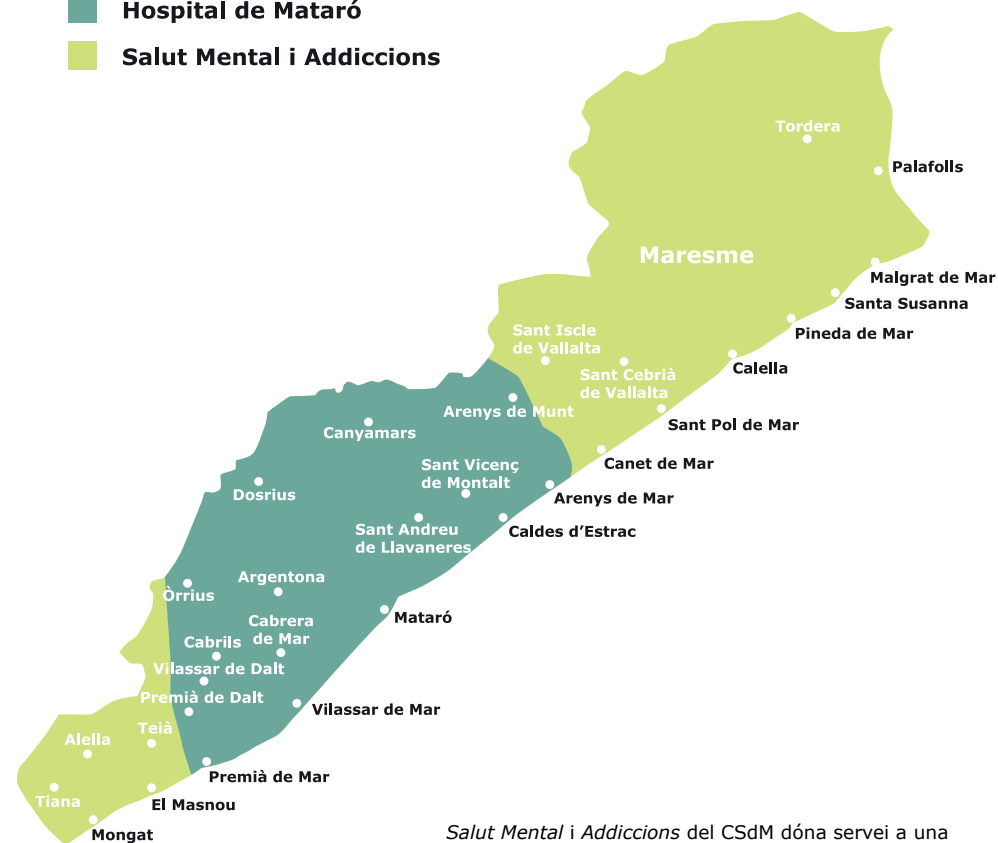 Hospital de Mataró
Salut Mental i Addiccions
Tordera
Palafolls
Maresme
Malgrat de Mar
Santa Susanna
Pineda de Mar
Sant Iscle
de Vallalta
Calella
Sant Cebrià
de Vallalta
Arenys de Munt
Sant Pol de Mar
Canyamars
Canet de Mar
Sant Vicenç
de Montalt
Dosrius
Arenys de Mar
Sant Andreu
de Llavaneres
Caldes d’Estrac
Argentona
Òrrius
Mataró
Cabrera
de Mar
Cabrils
Vilassar de Dalt
Premià de Dalt
Vilassar de Mar
Teià
Alella
Premià de Mar
Tiana
El Masnou
Mongat
Salut Mental i Addiccions del CSdM dóna servei a una